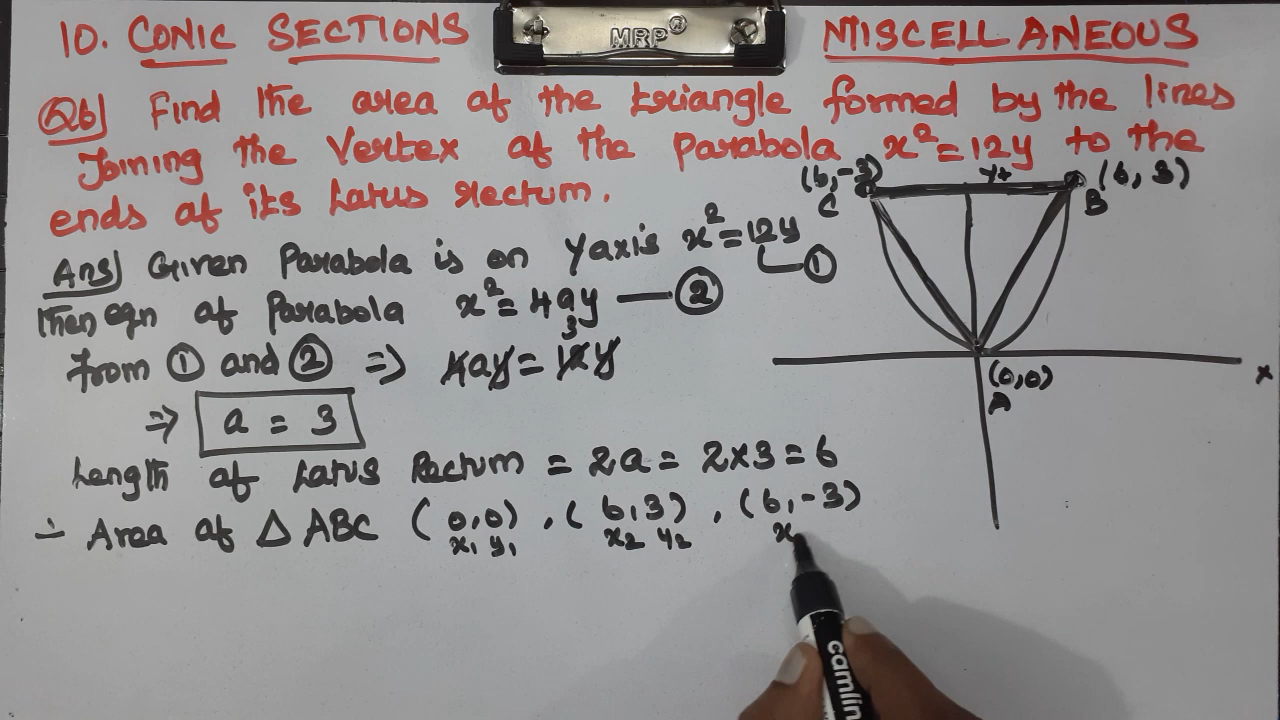 10. CONIC SECTIONS
MRP®
MISCELLANEOUS
Q6) Find the area of the triangle formed by the lines
Joining the Vertex of the Parabola x²=12y to the
ends of its Latus rectum.
(6,-3)
C
y+
(6, 3)
B
Ans) Given Parabola is on yaxis x²=12y
①
then eqn of Parabola x²=4ay — ②
From ① and ② => 4ay = 12y
3
=> a = 3
(0,0)
A
x
Length of Latus Rectum = 2a = 2×3=6
∴ Area of △ ABC (0,0), (6,3), (6,-3)
x₁ y₁ x₂ y₂ x
camlin